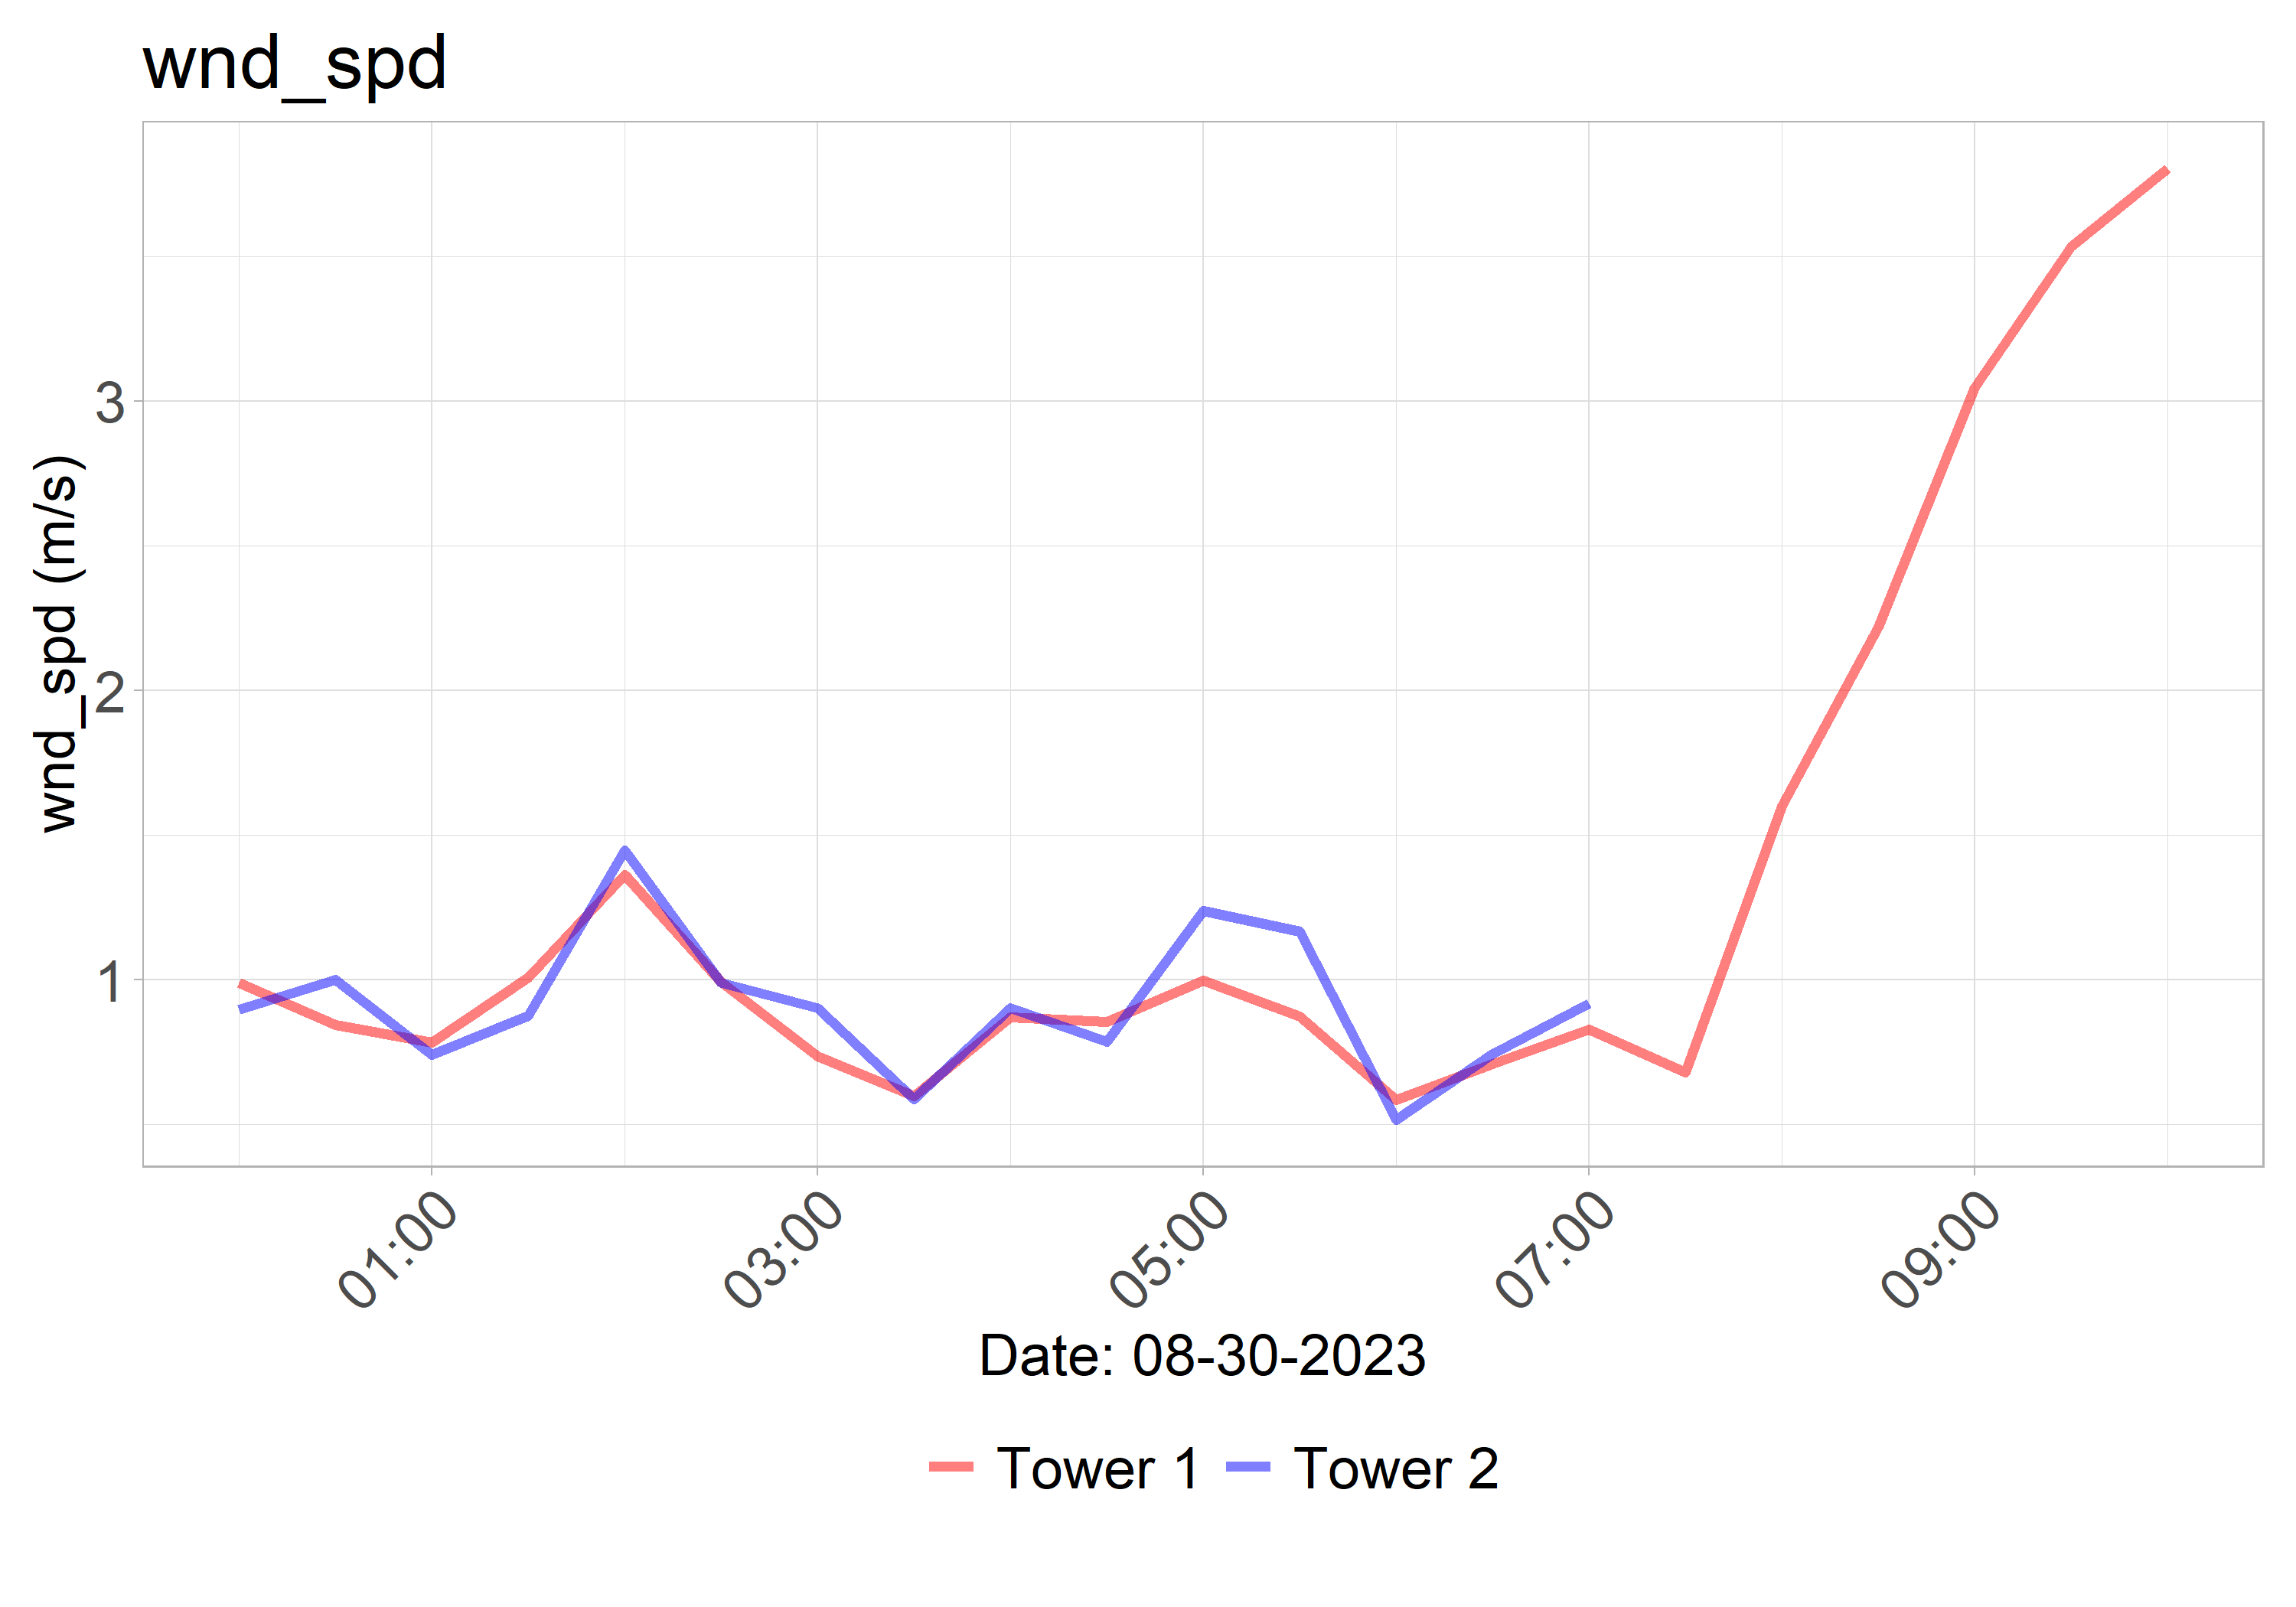 wnd_spd
wnd_spd (m/s)
3
2
1
01:00 03:00 05:00 07:00 09:00
Date: 08-30-2023
Tower 1 Tower 2